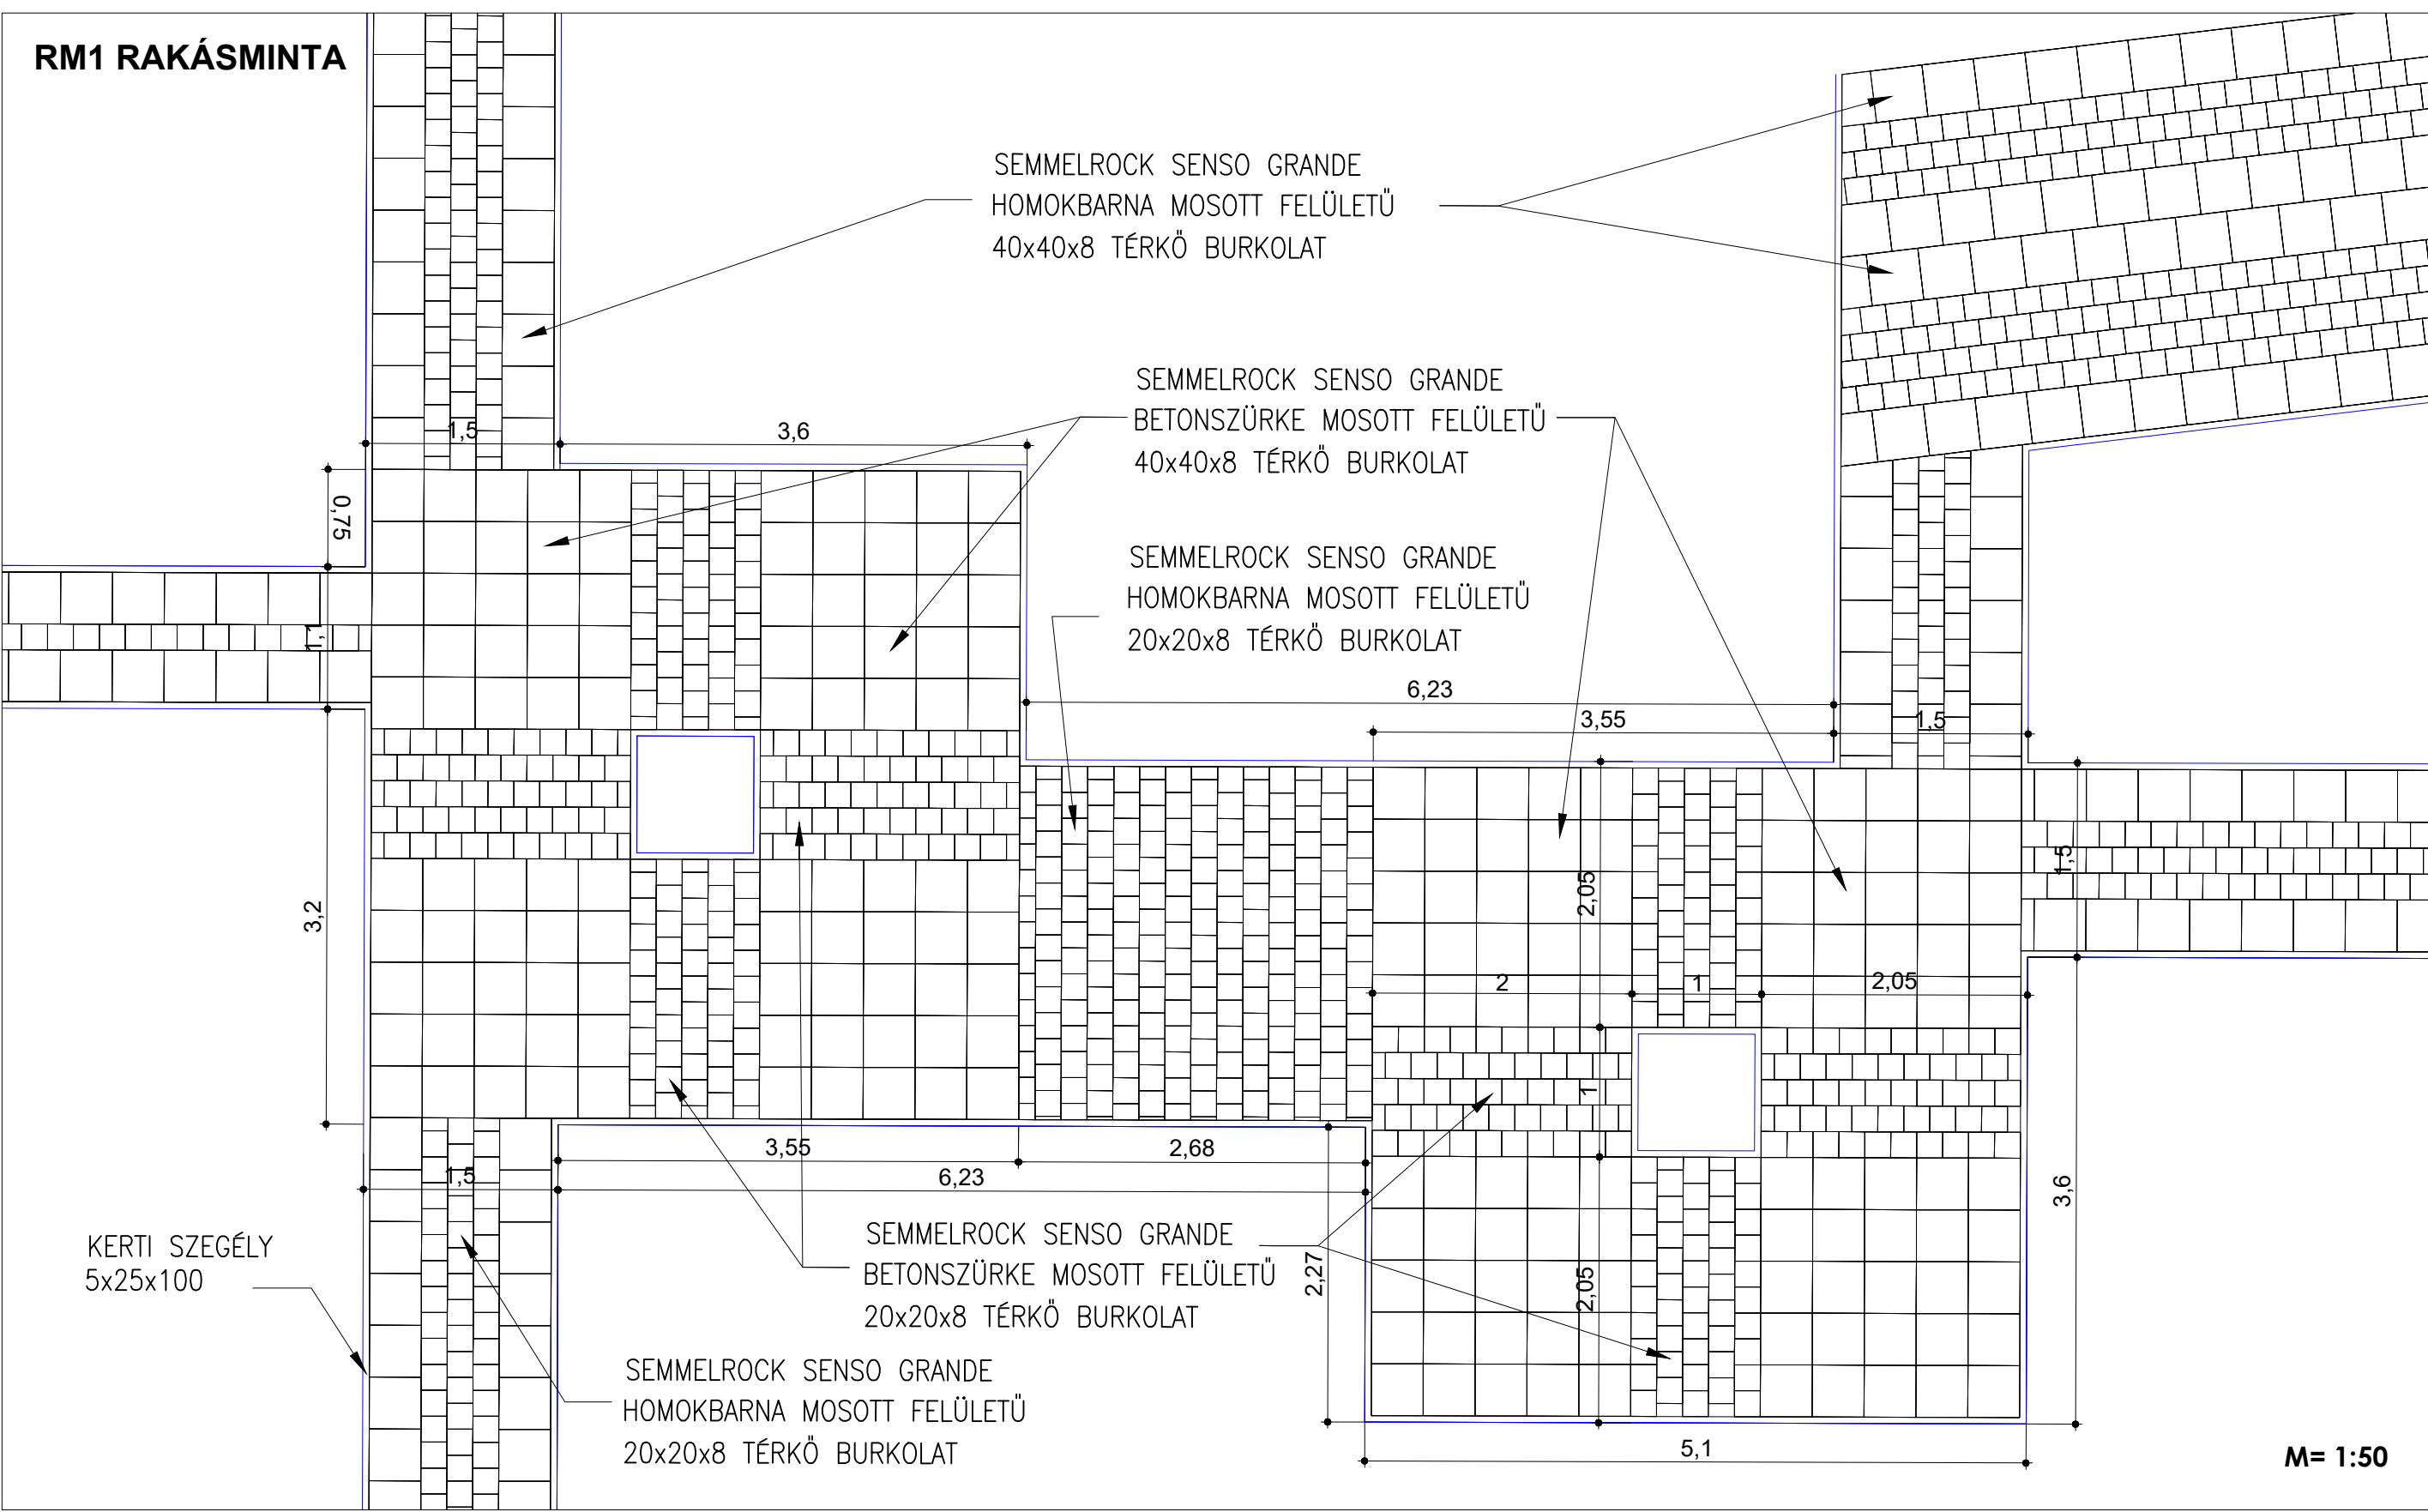 RM1 RAKÁSMINTA
SEMMELROCK SENSO GRANDE
HOMOKBARNA MOSOTT FELÜLETŰ
40x40x8 TÉRKŐ BURKOLAT
SEMMELROCK SENSO GRANDE
BETONSZÜRKE MOSOTT FELÜLETŰ
40x40x8 TÉRKŐ BURKOLAT
1,5
3,6
0,75
SEMMELROCK SENSO GRANDE
HOMOKBARNA MOSOTT FELÜLETŰ
20x20x8 TÉRKŐ BURKOLAT
1,1
6,23
3,55
1,5
1,5
2,05
3,2
2
1
2,05
1
3,55
2,68
1,5
6,23
3,6
SEMMELROCK SENSO GRANDE
BETONSZÜRKE MOSOTT FELÜLETŰ
20x20x8 TÉRKŐ BURKOLAT
KERTI SZEGÉLY
5x25x100
2,27
2,05
SEMMELROCK SENSO GRANDE
HOMOKBARNA MOSOTT FELÜLETŰ
20x20x8 TÉRKŐ BURKOLAT
5,1
M= 1:50